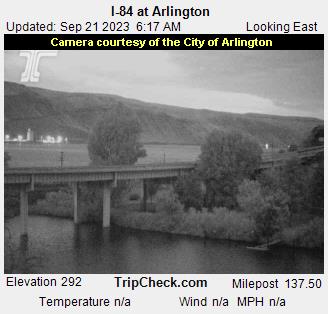 I-84 at Arlington
Updated: Sep 21 2023 6:17 AM Looking East
Camera courtesy of the City of Arlington
Elevation 292 TripCheck.com Milepost 137.50
Temperature n/a Wind n/a MPH n/a